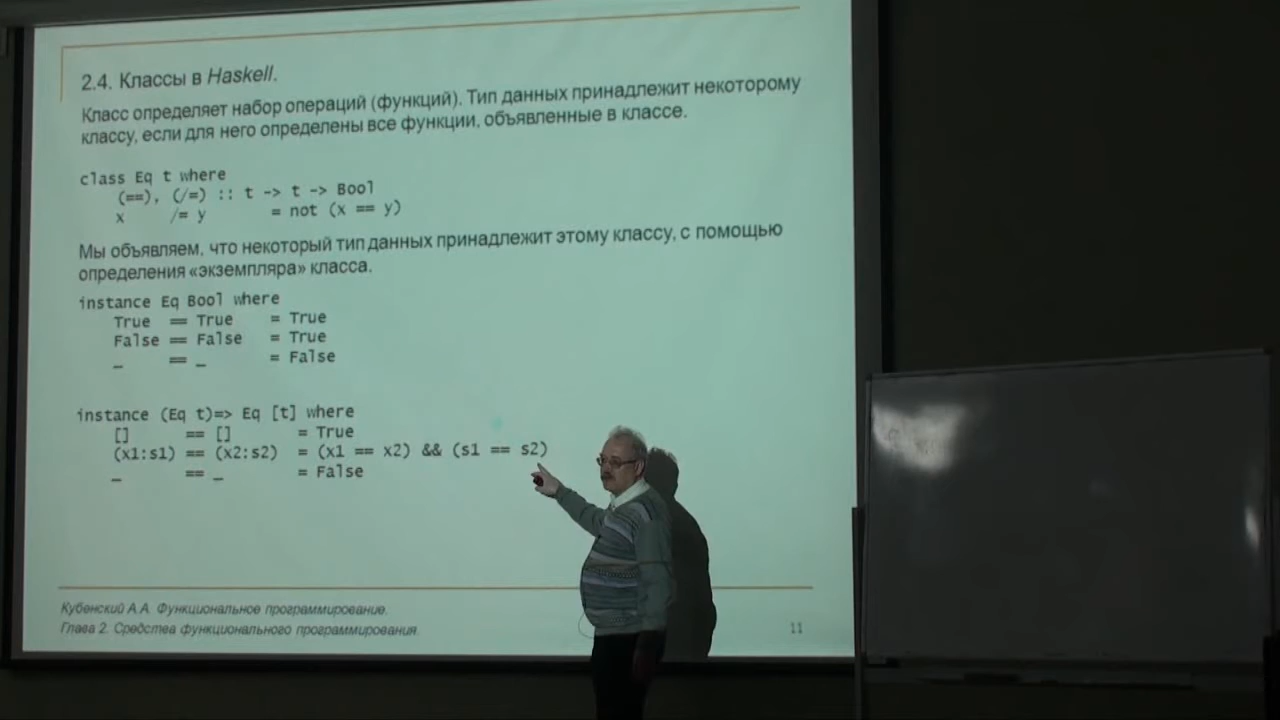 2.4. Классы в Haskell.
Класс определяет набор операций (функций). Тип данных принадлежит некоторому
классу, если для него определены все функции, объявленные в классе.
class Eq t where
(==), (/=) :: t -> t -> Bool
x /= y = not (x == y)
Мы объявляем, что некоторый тип данных принадлежит этому классу, с помощью
определения «экземпляра» класса.
instance Eq Bool where
True == True = True
False == False = True
_ == _ = False
instance (Eq t)=> Eq [t] where
[] == [] = True
(x1:s1) == (x2:s2) = (x1 == x2) && (s1 == s2)
_ == _ = False
Кубенский А.А. Функциональное программирование.
Глава 2. Средства функционального программирования.
11